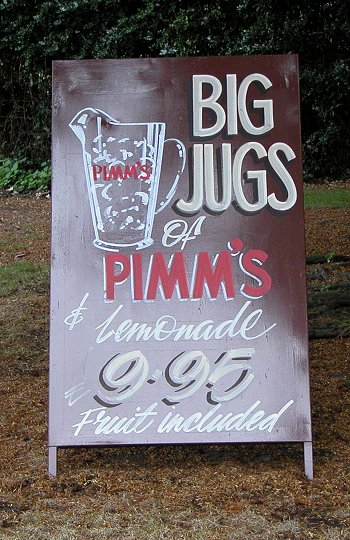 BIG
JUGS
PIMM'S
of
PIMM'S
& Lemonade
9.95
Fruit included